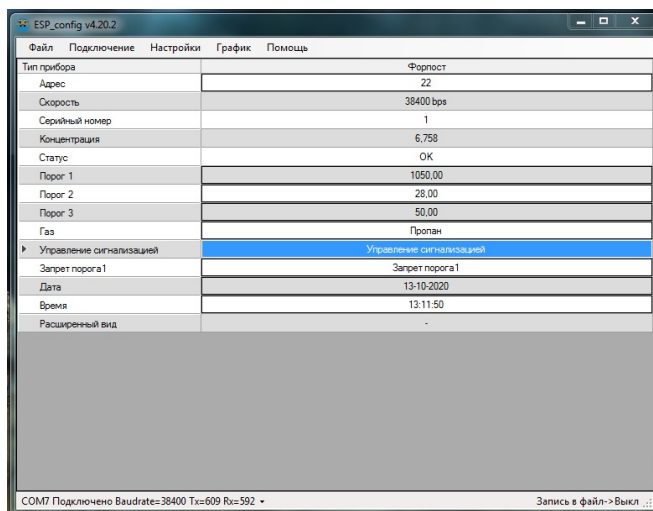 ESP_config v4.20.2
Файл Подключение Настройки График Помощь
Тип прибора Форпост
Адрес 22
Скорость 38400 bps
Серийный номер 1
Концентрация 6,758
Статус OK
Порог 1 1050,00
Порог 2 28,00
Порог 3 50,00
Газ Пропан
Управление сигнализацией Управление сигнализацией
Запрет порога1 Запрет порога1
Дата 13-10-2020
Время 13:11:50
Расширенный вид -
COM7 Подключено Baudrate=38400 Tx=609 Rx=592 Запись в файл->Выкл